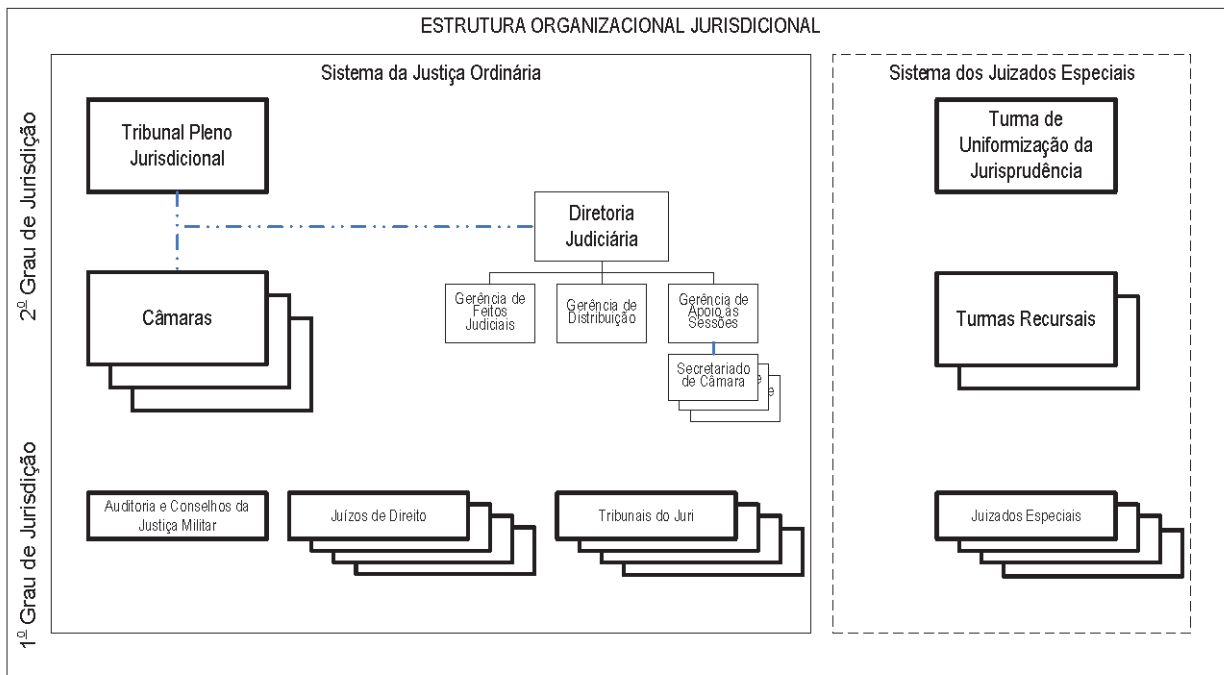 ESTRUTURA ORGANIZACIONAL JURISDICIONAL
Sistema da Justiça Ordinária
Sistema dos Juizados Especiais
2º Grau de Jurisdição
Tribunal Pleno
Jurisdicional
Turma de
Uniformização da
Jurisprudência
Diretoria
Judiciária
Câmaras
Gerência de
Feitos
Judiciais
Gerência de
Distribuição
Gerência de
Apoio às
Sessões
Secretariado
de Câmara
e
e
Turmas Recursais
1º Grau de Jurisdição
Auditoria e Conselhos da
Justiça Militar
Juízos de Direito
Tribunais do Juri
Juizados Especiais